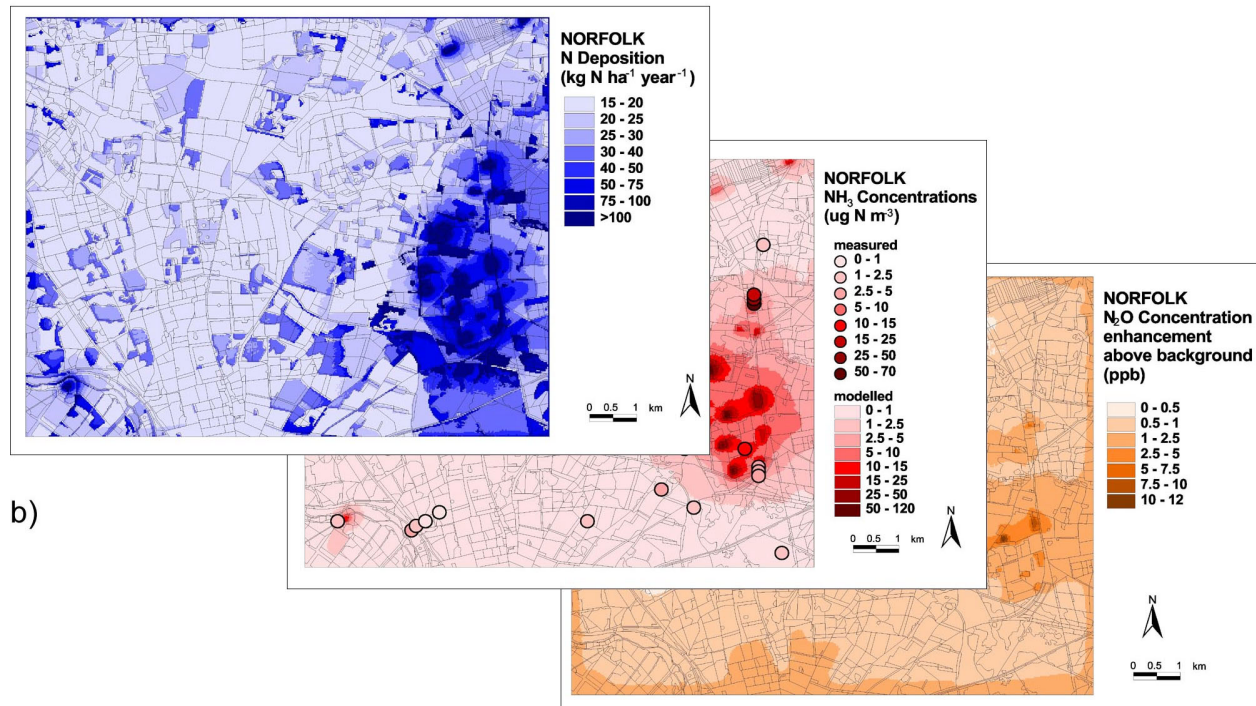 NORFOLK
N Deposition
(kg N ha⁻¹ year⁻¹)
15 - 20
20 - 25
25 - 30
30 - 40
40 - 50
50 - 75
75 - 100
>100
N
0 0.5 1 km
NORFOLK
NH₃ Concentrations
(ug N m⁻³)
measured
0 - 1
1 - 2.5
2.5 - 5
5 - 10
10 - 15
15 - 25
25 - 50
50 - 70
modelled
0 - 1
1 - 2.5
2.5 - 5
5 - 10
10 - 15
15 - 25
25 - 50
50 - 120
N
0 0.5 1 km
NORFOLK
N₂O Concentration
enhancement
above background
(ppb)
0 - 0.5
0.5 - 1
1 - 2.5
2.5 - 5
5 - 7.5
7.5 - 10
10 - 12
N
0 0.5 1 km
b)